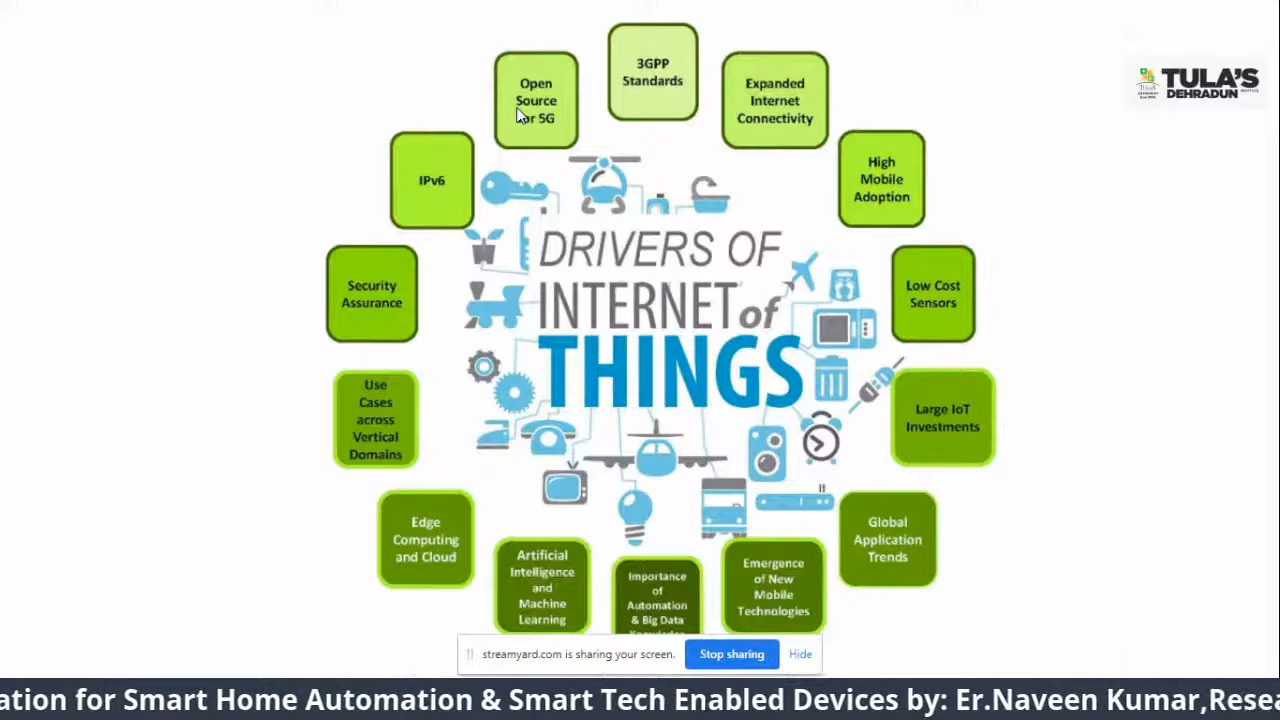 3GPP
Standards
Expanded
Internet
Connectivity
High
Mobile
Adoption
Low Cost
Sensors
Large IoT
Investments
Global
Application
Trends
Emergence
of New
Mobile
Technologies
Importance
of
Automation
& Big Data
Artificial
Intelligence
and
Machine
Learning
Edge
Computing
and Cloud
Use
Cases
across
Vertical
Domains
Security
Assurance
IPv6
Open
Source
for 5G
DRIVERS OF
INTERNET of
THINGS
TULA'S
DEHRADUN
streamyard.com is sharing your screen.
Stop sharing
Hide
ation for Smart Home Automation & Smart Tech Enabled Devices by: Er.Naveen Kumar,Resea